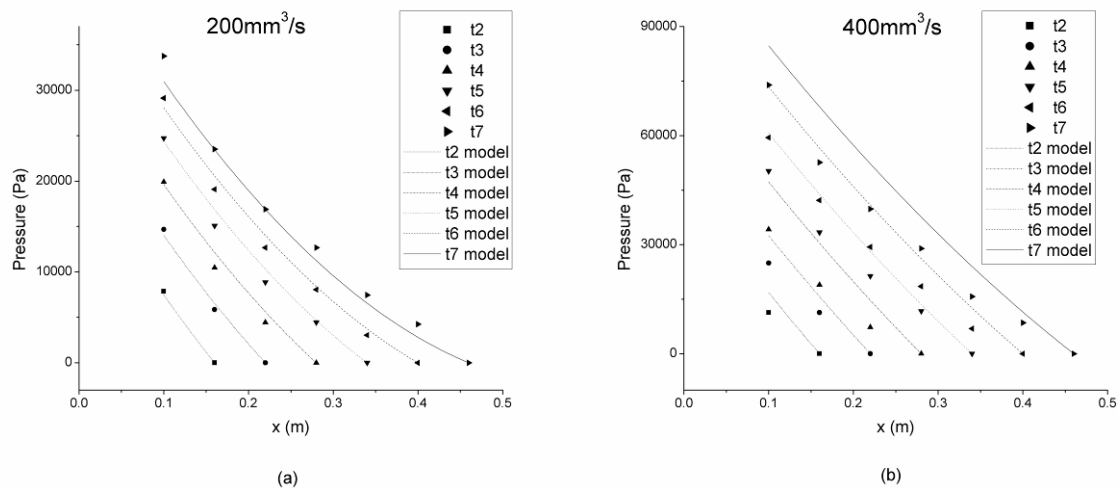 200mm³/s
t2
t3
t4
t5
t6
t7
t2 model
t3 model
t4 model
t5 model
t6 model
t7 model
30000
20000
10000
0
Pressure (Pa)
0.0 0.1 0.2 0.3 0.4 0.5
x (m)
(a)
400mm³/s
t2
t3
t4
t5
t6
t7
t2 model
t3 model
t4 model
t5 model
t6 model
t7 model
90000
60000
30000
0
Pressure (Pa)
0.0 0.1 0.2 0.3 0.4 0.5
x (m)
(b)